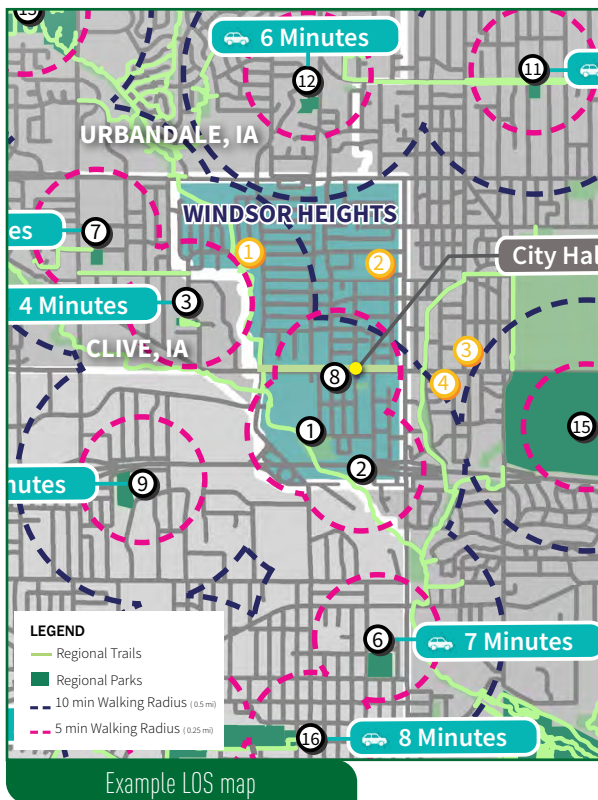 13
6 Minutes
12
11
URBANDALE, IA
WINDSOR HEIGHTS
7
es
1
2
City Hal
4 Minutes
3
CLIVE, IA
3
8
4
15
1
2
nutes
9
LEGEND
Regional Trails
Regional Parks
10 min Walking Radius (0.5 mi)
5 min Walking Radius (0.25 mi)
6
7 Minutes
16
8 Minutes
Example LOS map